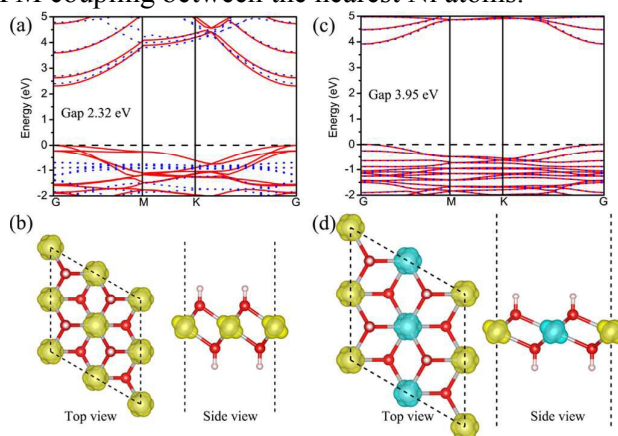 FM coupling between the nearest Ni atoms.
(a)
(c)
5
4
3
2
1
0
-1
-2
Energy (eV)
Gap 2.32 eV
G
M
K
G
5
4
3
2
1
0
-1
-2
Energy (eV)
Gap 3.95 eV
G
M
K
G
(b)
Top view
Side view
(d)
Top view
Side view